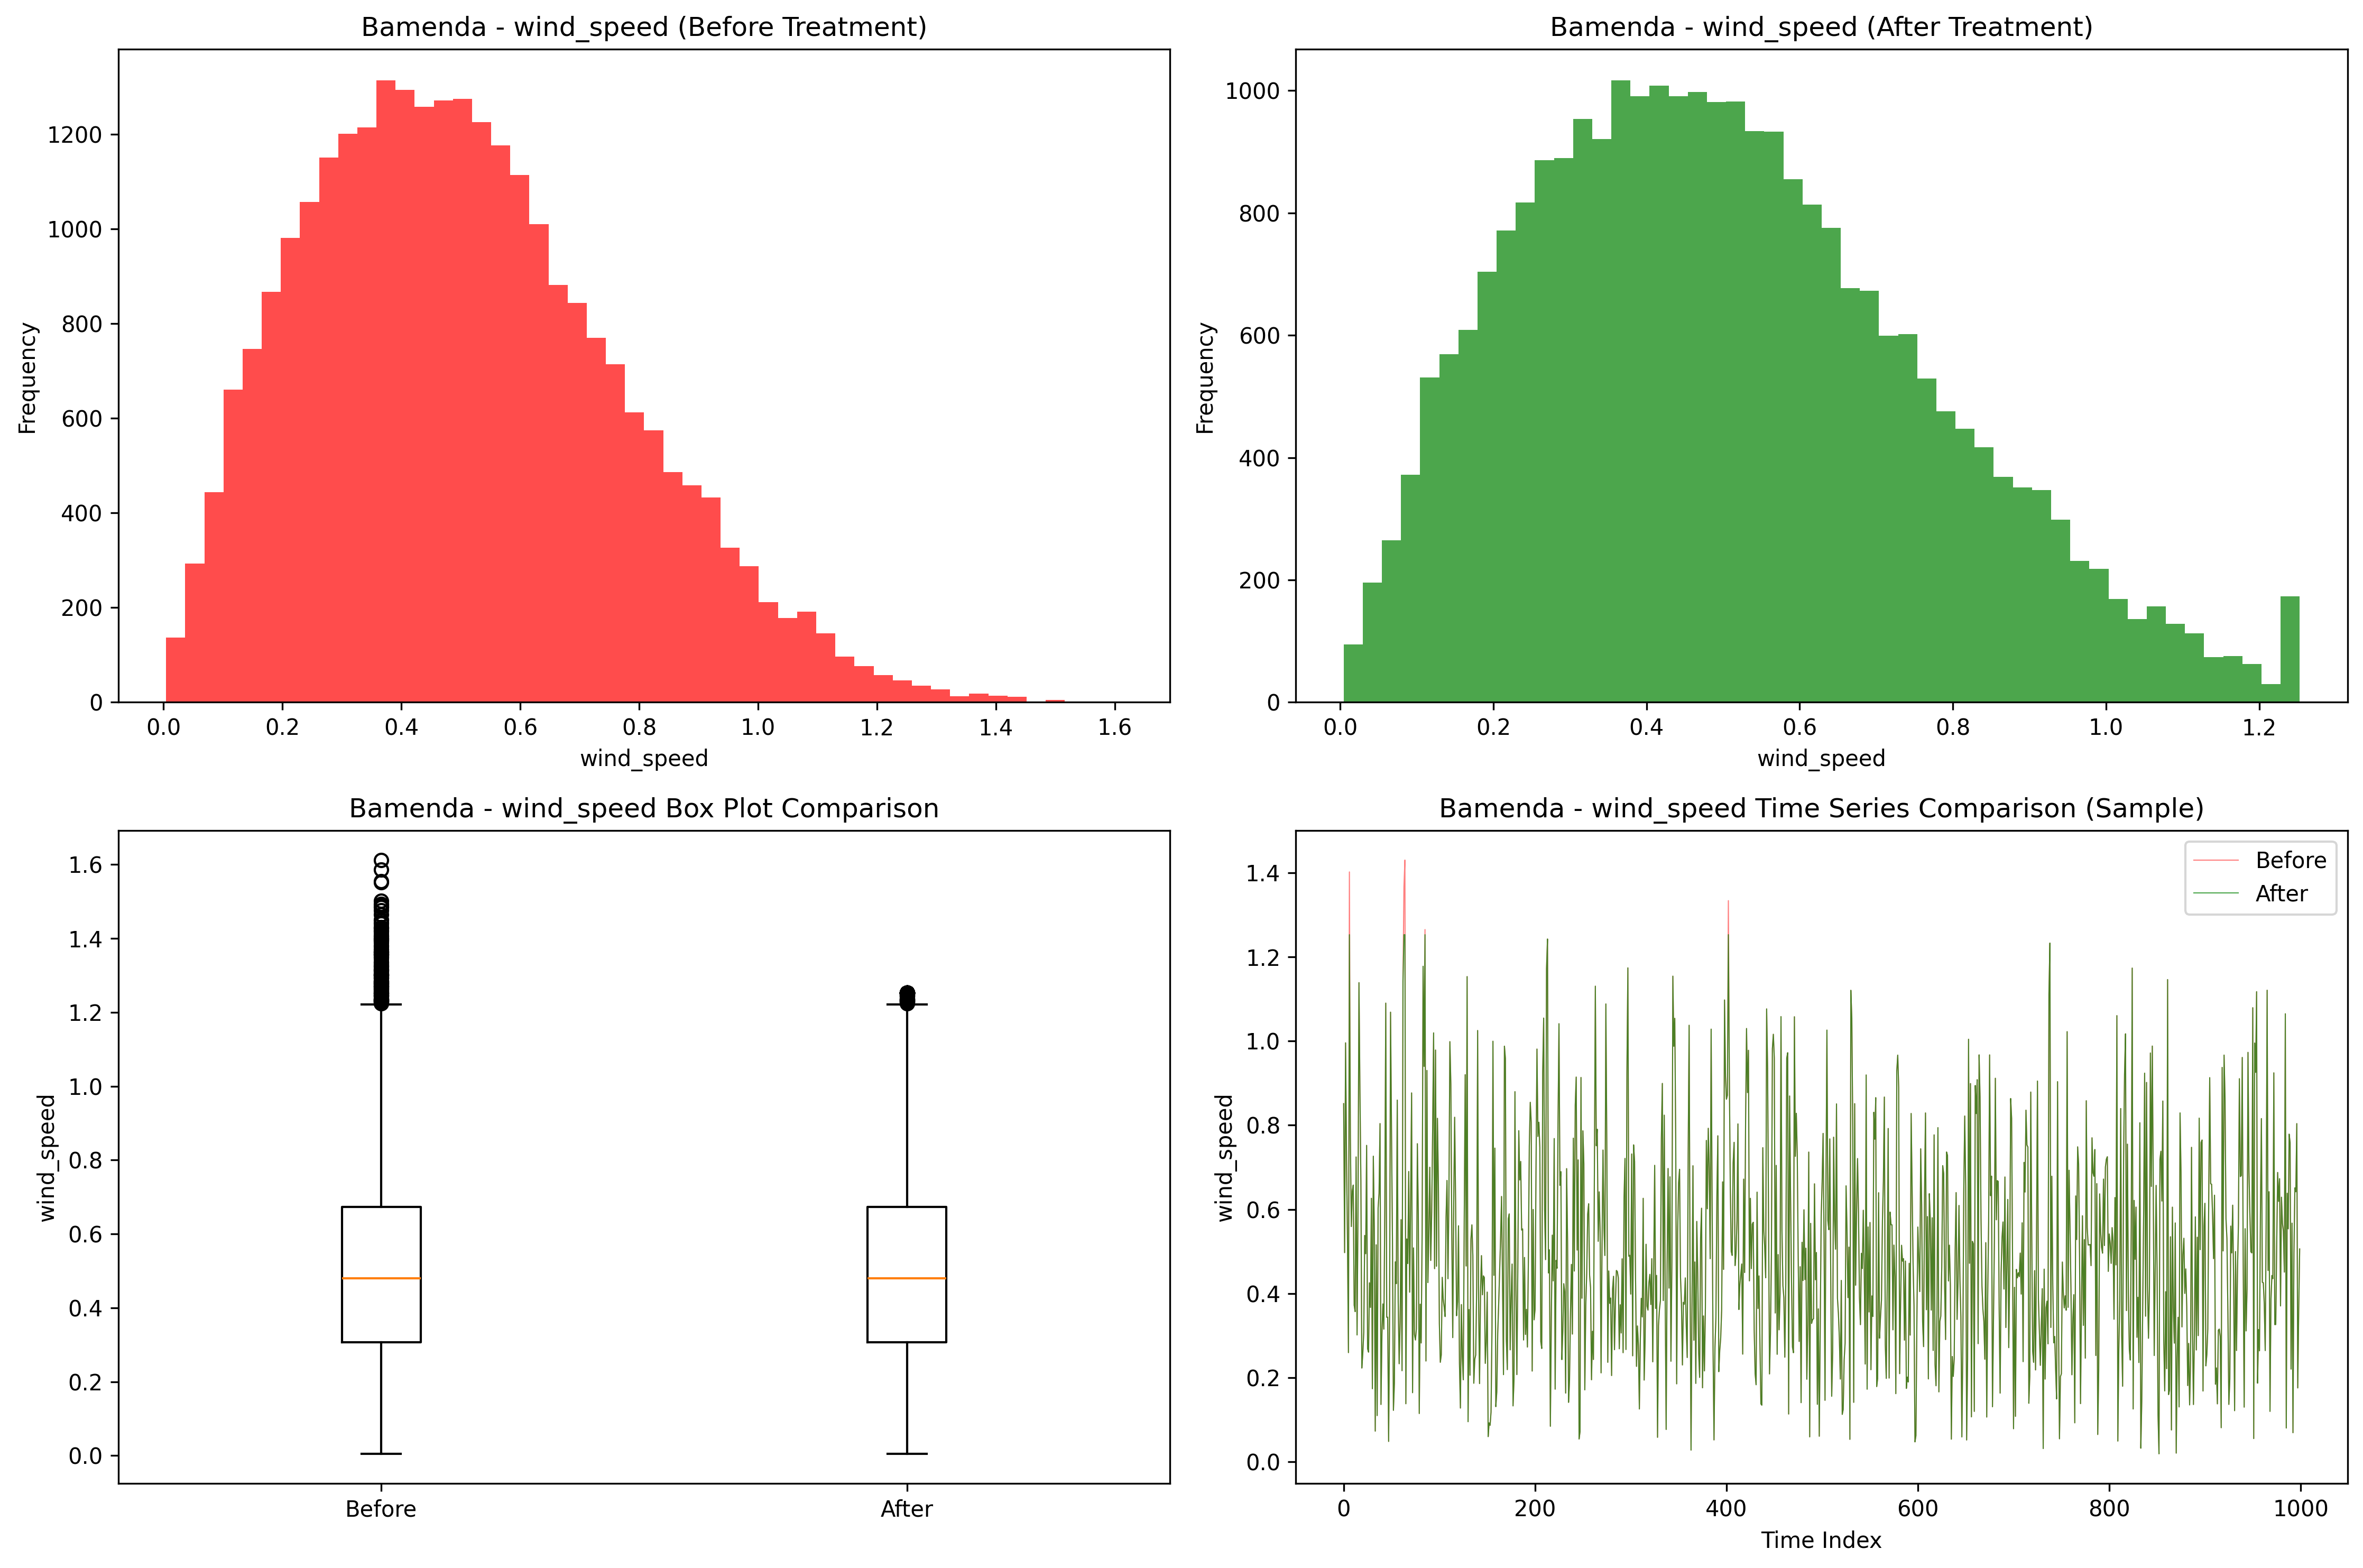 Bamenda - wind_speed (Before Treatment)
Frequency
1200
1000
800
600
400
200
0
0.0 0.2 0.4 0.6 0.8 1.0 1.2 1.4 1.6
wind_speed
Bamenda - wind_speed (After Treatment)
Frequency
1000
800
600
400
200
0
0.0 0.2 0.4 0.6 0.8 1.0 1.2
wind_speed
Bamenda - wind_speed Box Plot Comparison
wind_speed
1.6
1.4
1.2
1.0
0.8
0.6
0.4
0.2
0.0
Before After
Bamenda - wind_speed Time Series Comparison (Sample)
Before
After
wind_speed
1.4
1.2
1.0
0.8
0.6
0.4
0.2
0.0
0 200 400 600 800 1000
Time Index